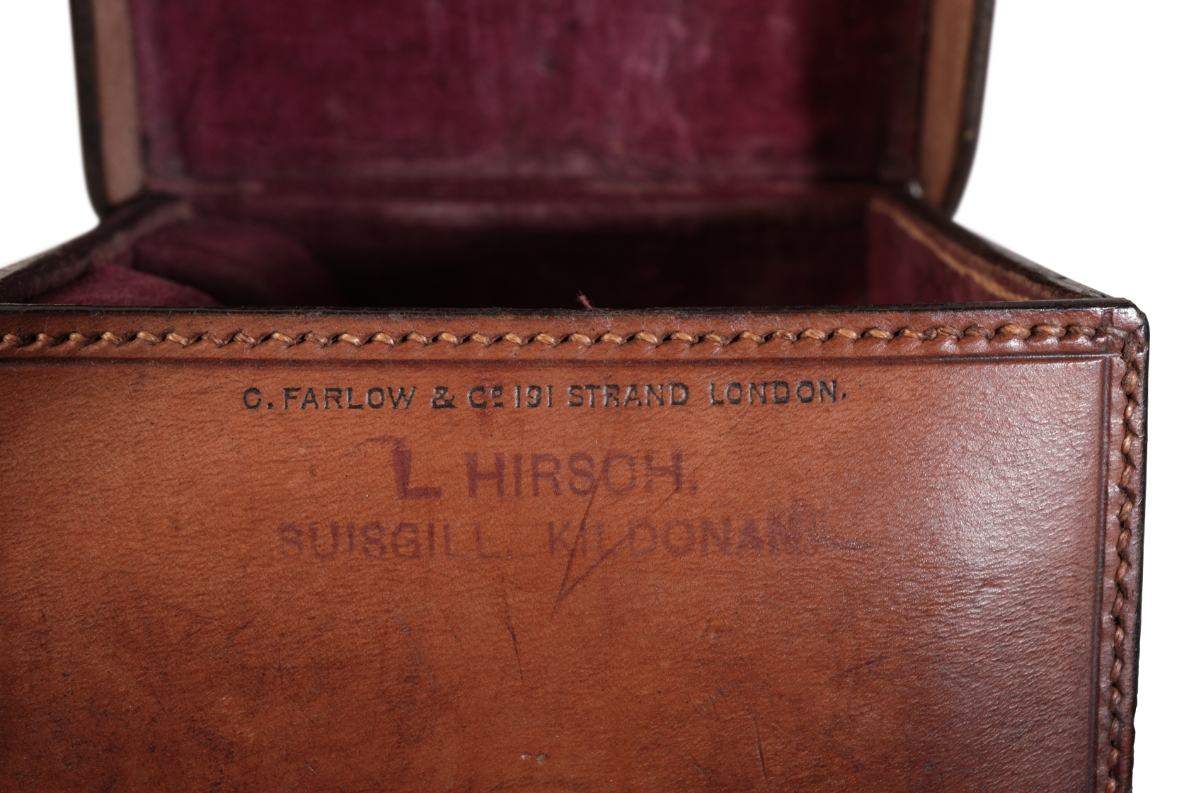 C. FARLOW & Co 191 STRAND LONDON.
L HIRSCH.
SUISGILL. KILDONAN.